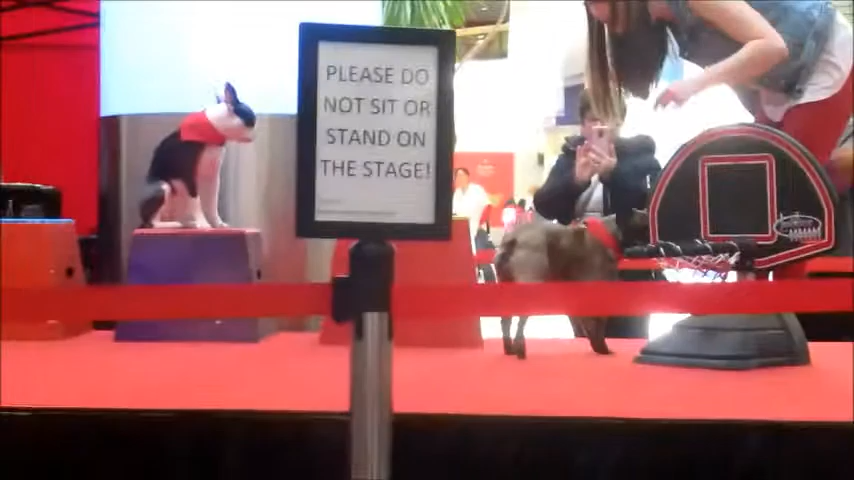 PLEASE DO
NOT SIT OR
STAND ON
THE STAGE!